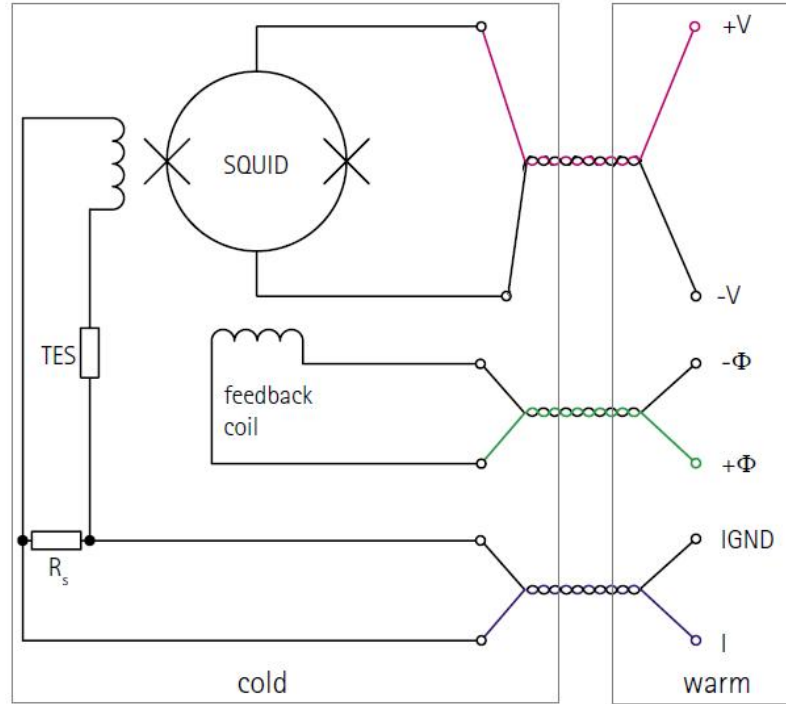 +V
SQUID
-V
TES
-Φ
feedback
coil
+Φ
IGND
Rs
I
cold
warm